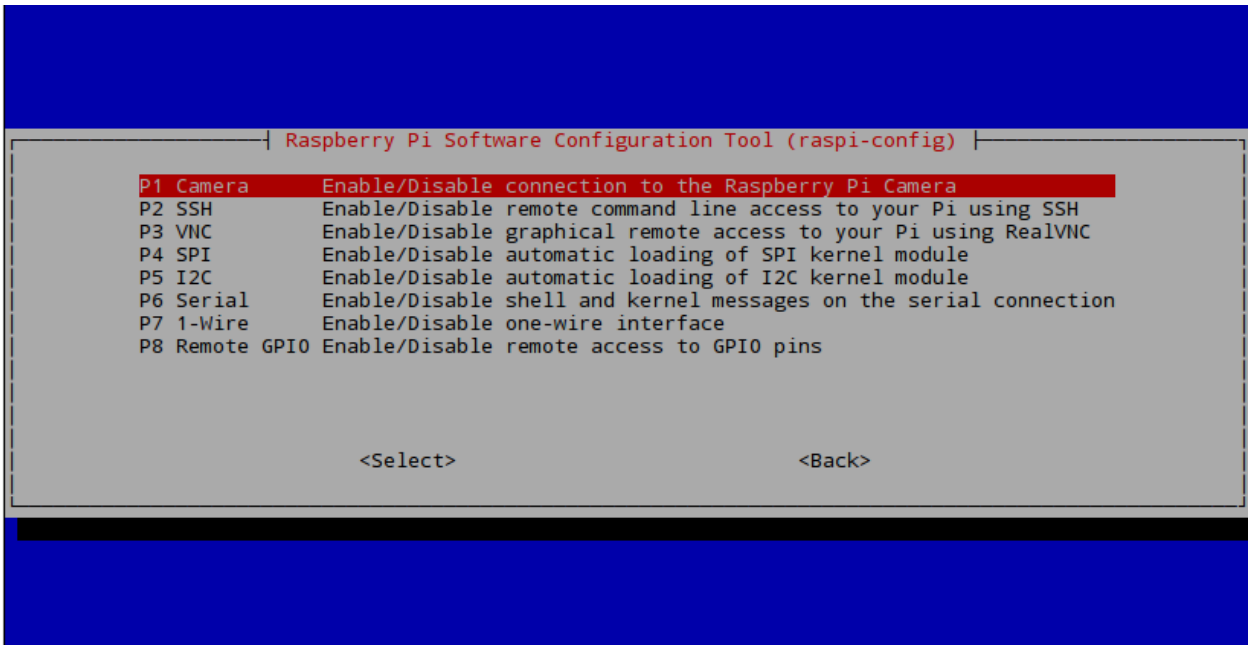 Raspberry Pi Software Configuration Tool (raspi-config)
P1 Camera Enable/Disable connection to the Raspberry Pi Camera
P2 SSH Enable/Disable remote command line access to your Pi using SSH
P3 VNC Enable/Disable graphical remote access to your Pi using RealVNC
P4 SPI Enable/Disable automatic loading of SPI kernel module
P5 I2C Enable/Disable automatic loading of I2C kernel module
P6 Serial Enable/Disable shell and kernel messages on the serial connection
P7 1-Wire Enable/Disable one-wire interface
P8 Remote GPIO Enable/Disable remote access to GPIO pins
<Select> <Back>